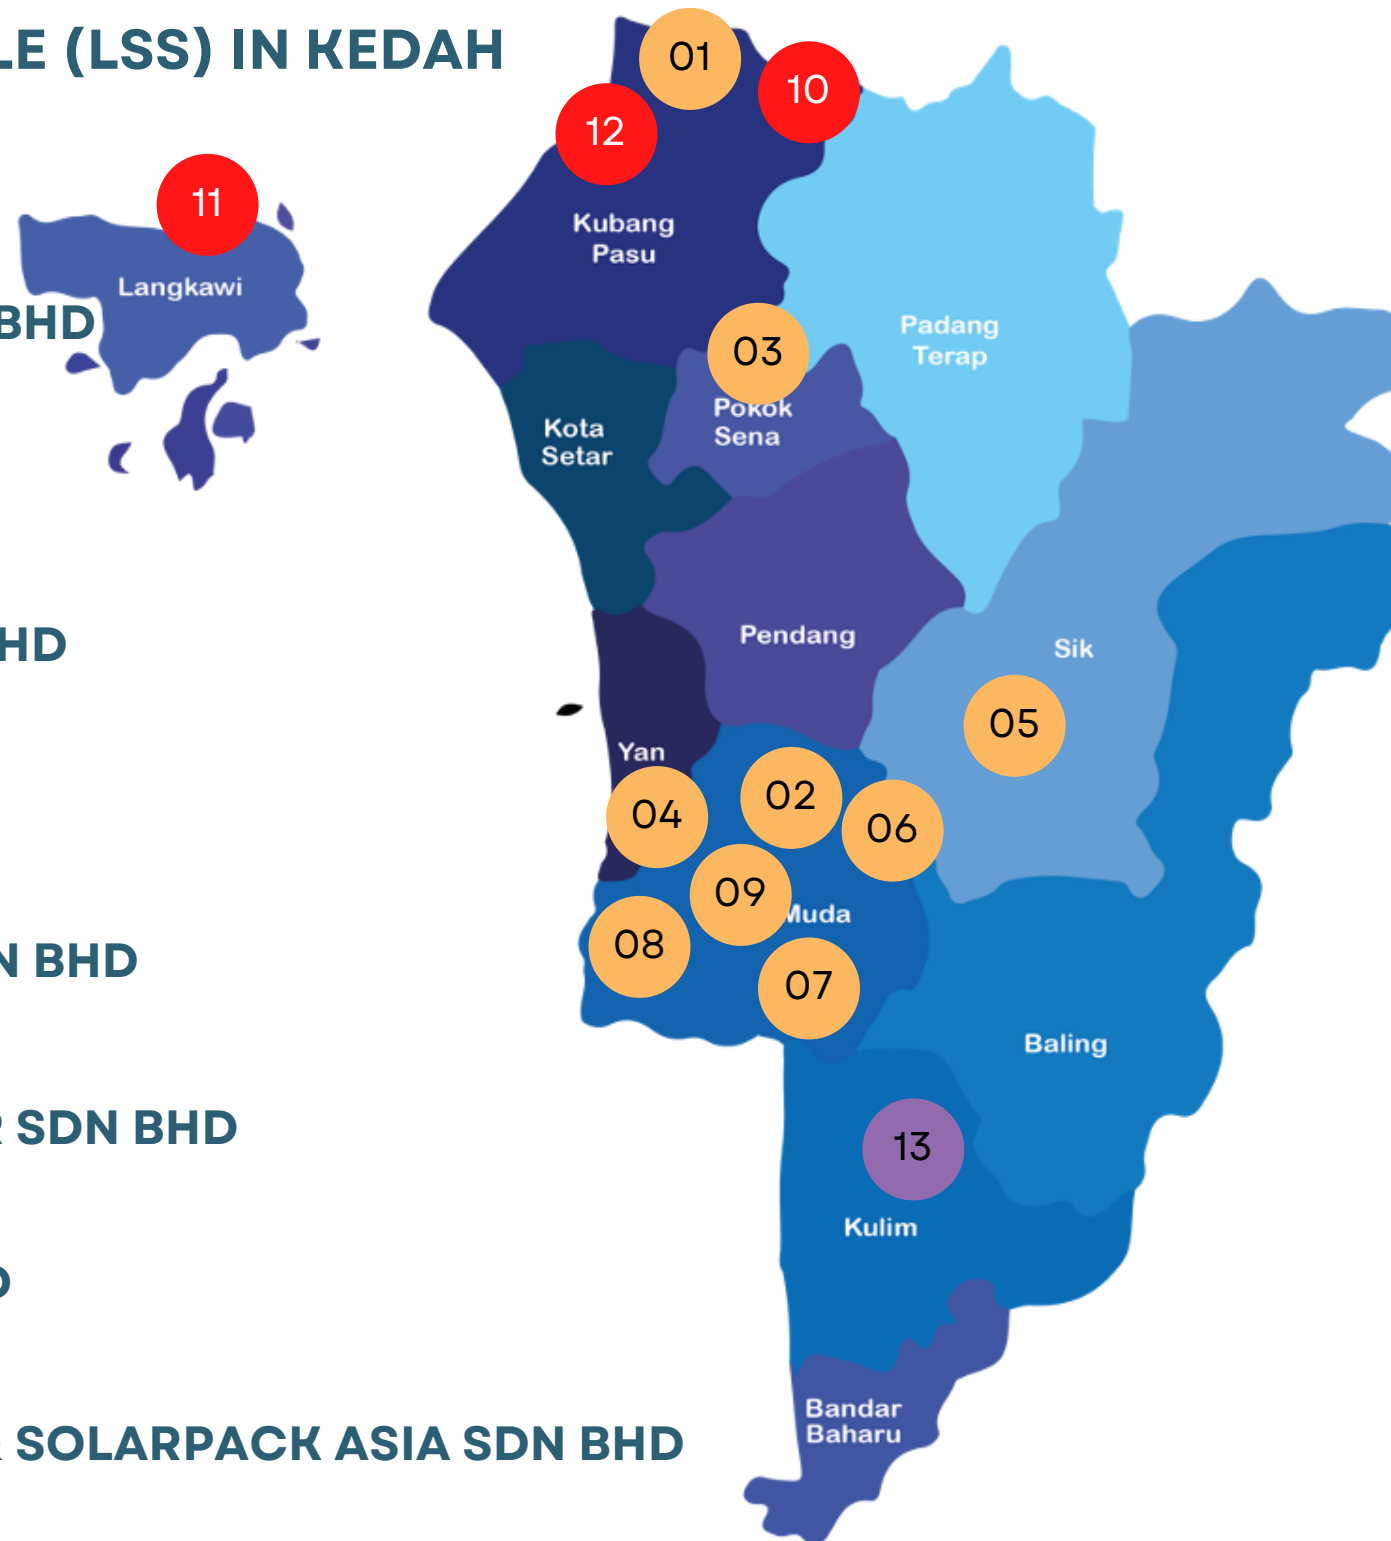 LE (LSS) IN KEDAH
01
10
12
11
Kubang
Pasu
Langkawi
BHD
03
Padang
Terap
Pokok
Sena
Kota
Setar
HD
Pendang
Sik
05
Yan
04
02
06
09
Muda
08
07
N BHD
Baling
R SDN BHD
13
Kulim
D
Bandar
Baharu
& SOLARPACK ASIA SDN BHD